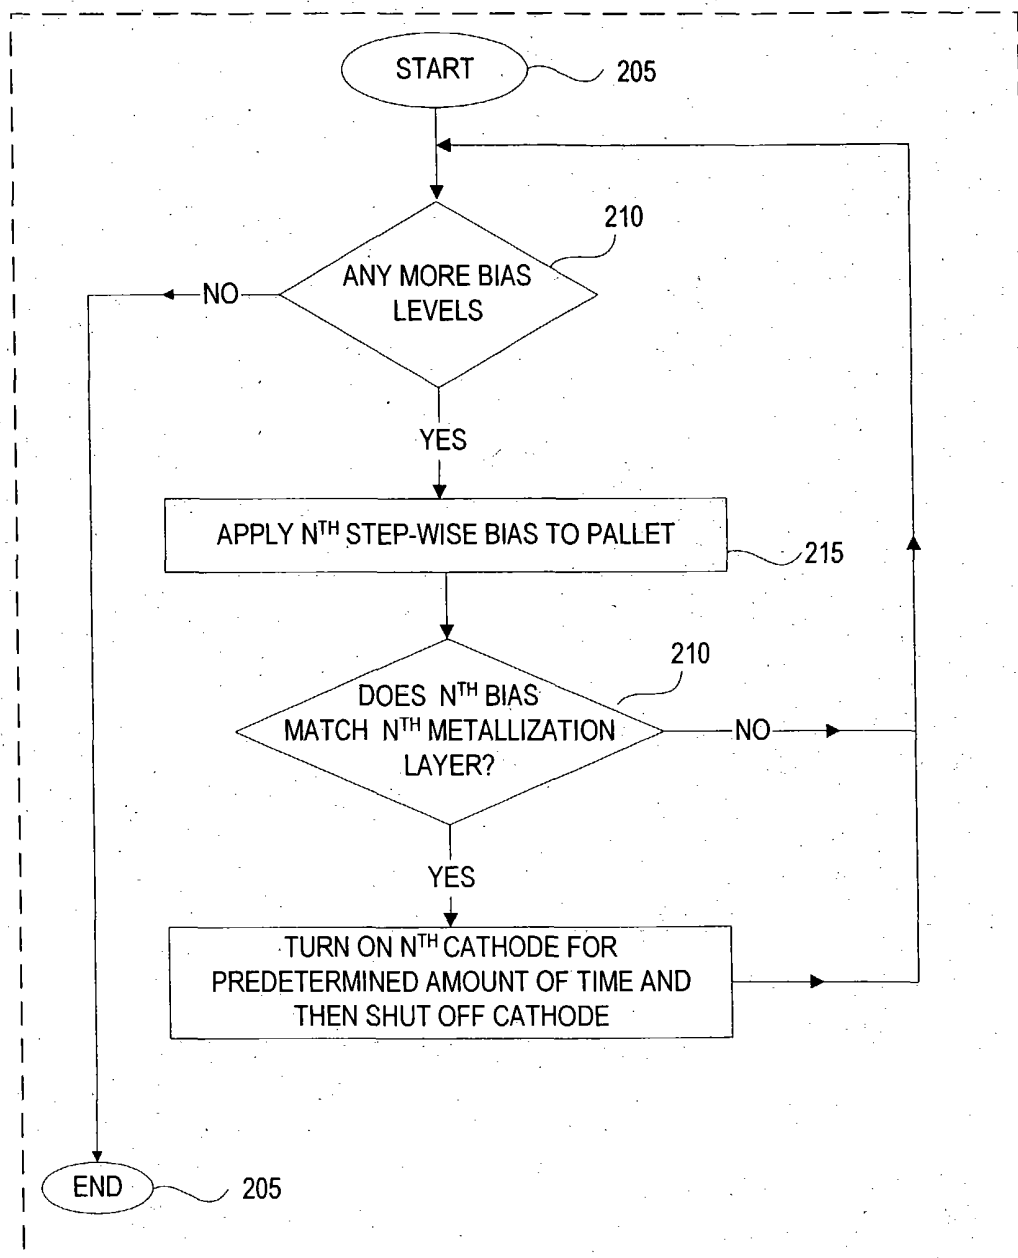 START
205
210
ANY MORE BIAS
LEVELS
NO
YES
APPLY NTH STEP-WISE BIAS TO PALLET
215
210
DOES NTH BIAS
MATCH NTH METALLIZATION
LAYER?
NO
YES
TURN ON NTH CATHODE FOR
PREDETERMINED AMOUNT OF TIME AND
THEN SHUT OFF CATHODE
END
205